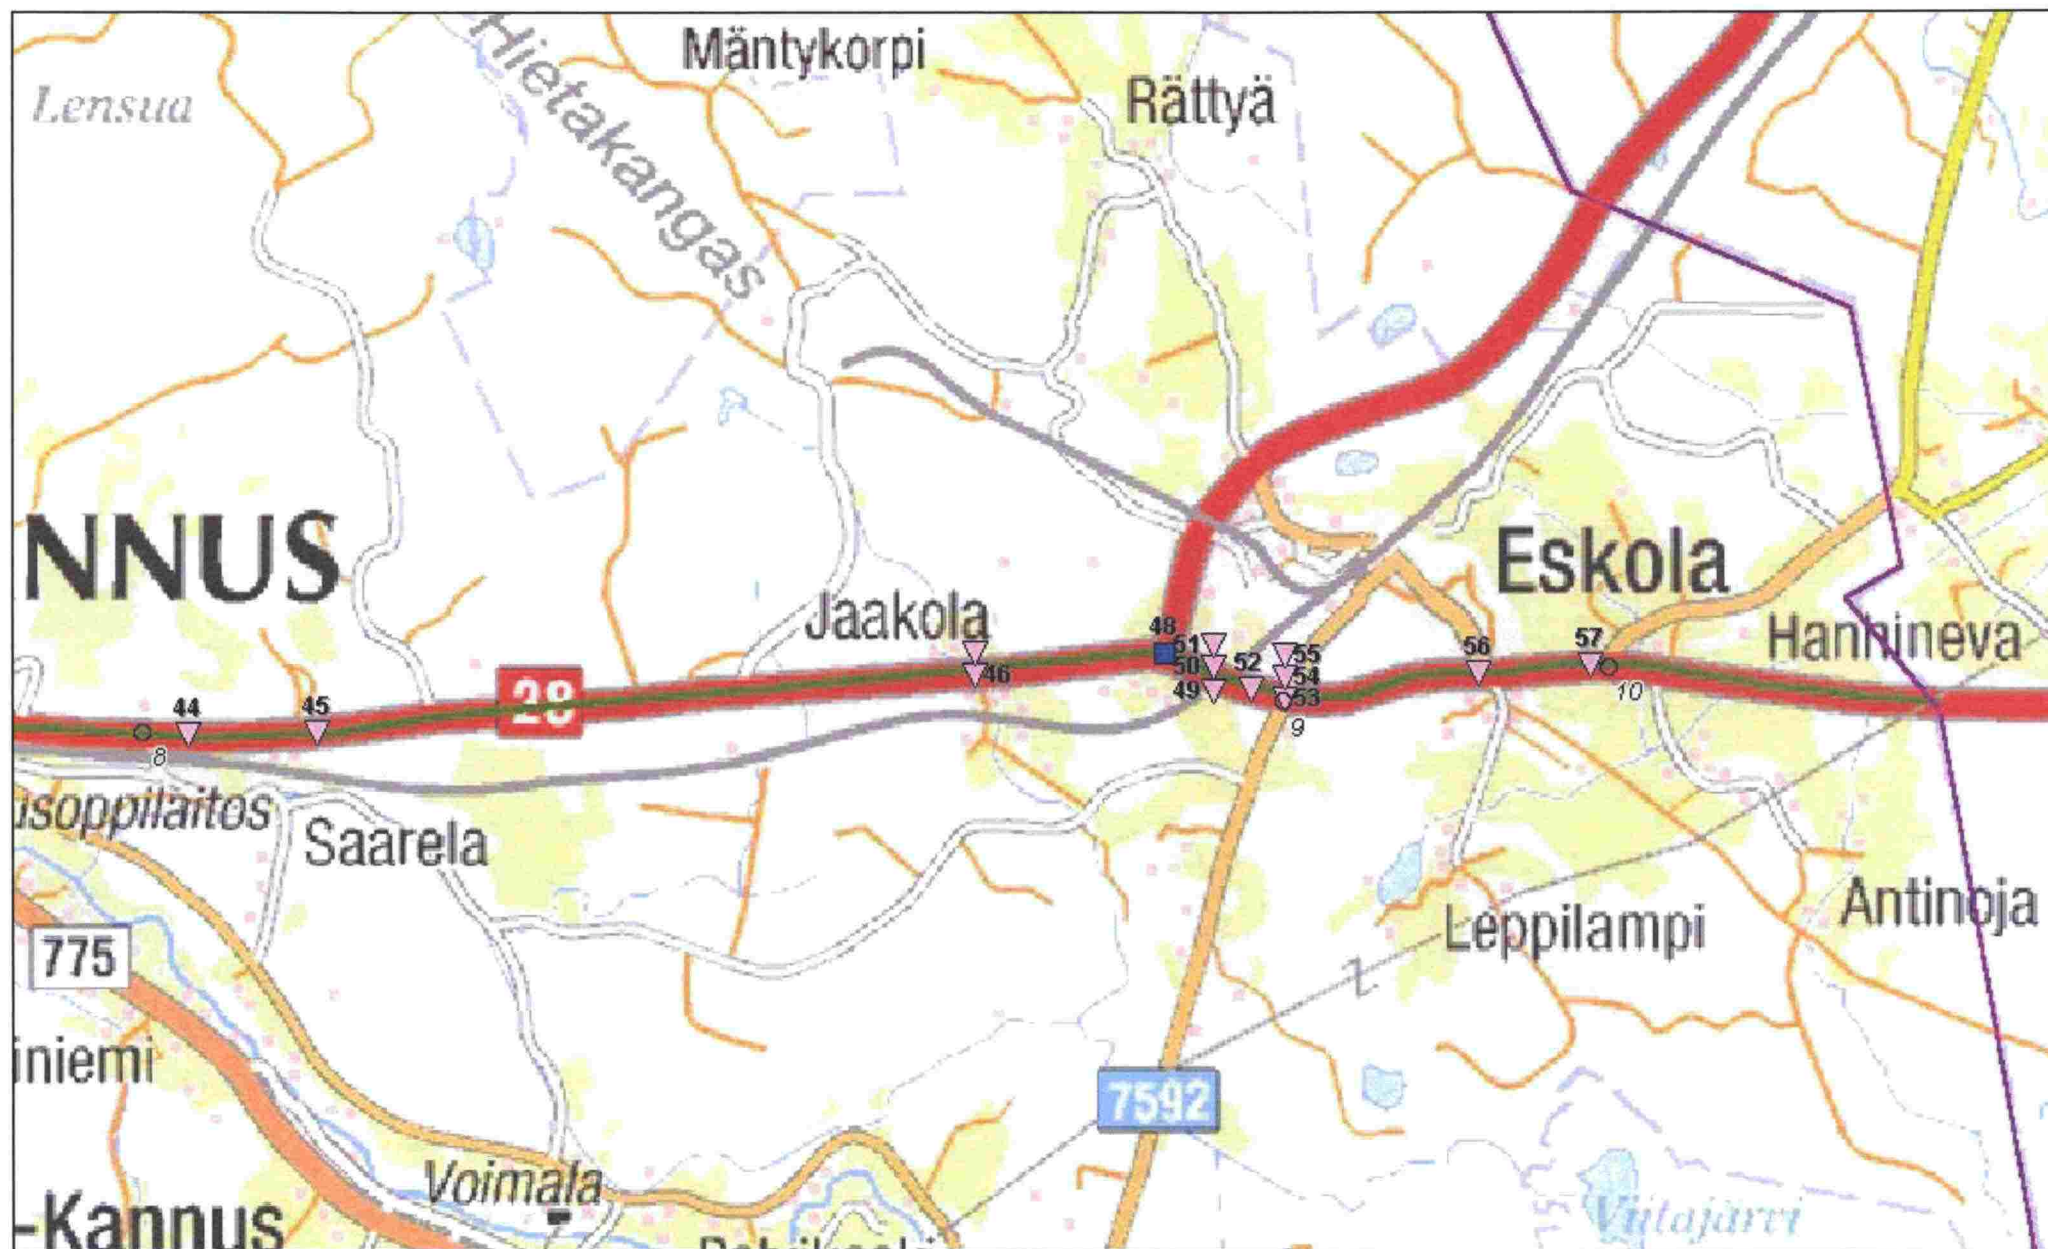 Hietakangas
Mäntykorpi
Rättyä
Lensua
NNUS
Eskola
Jaakola
Hannineva
48
51
50
49
52
55
54
53
9
56
57
10
46
44
45
8
28
usoppilaitos
Saarela
775
Leppilampi
Antinoja
iniemi
7592
Voimala
-Kannus
Viitajärvi